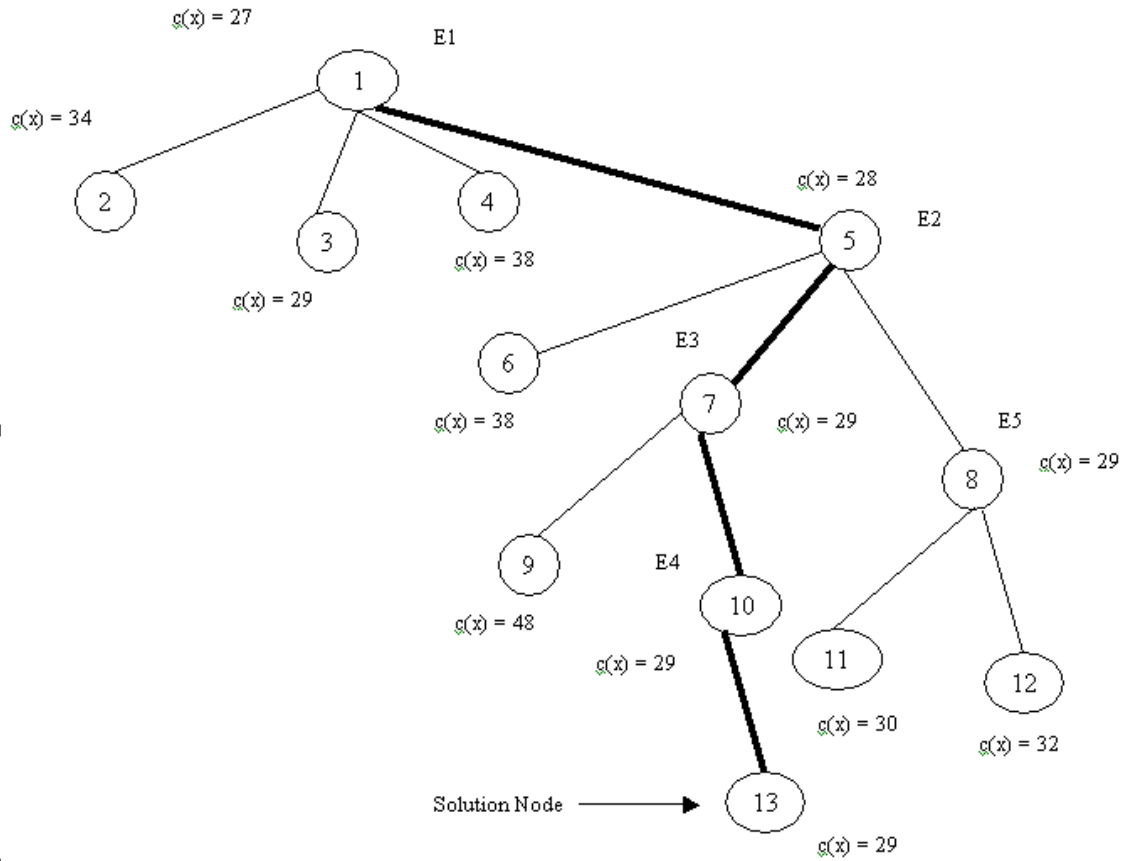 c(x) = 27
E1
1
c(x) = 34
c(x) = 28
2
4
E2
3
5
c(x) = 38
c(x) = 29
E3
6
7
c(x) = 38
c(x) = 29
E5
c(x) = 29
8
9
E4
10
c(x) = 48
c(x) = 29
11
12
c(x) = 30
c(x) = 32
Solution Node
13
c(x) = 29